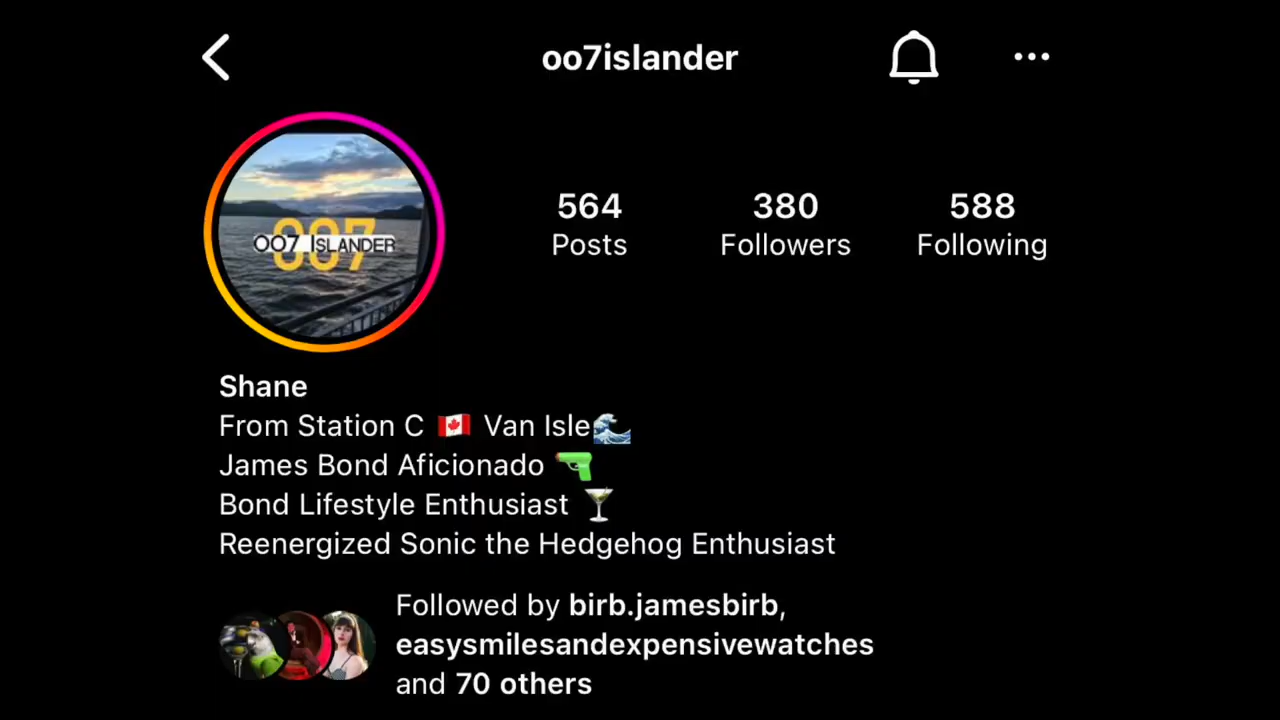 oo7islander
007
OO7 ISLANDER
564
Posts
380
Followers
588
Following
Shane
From Station C 🇨🇦 Van Isle🌊
James Bond Aficionado 🔫
Bond Lifestyle Enthusiast 🍸
Reenergized Sonic the Hedgehog Enthusiast
Followed by birb.jamesbirb,
easysmilesandexpensivewatches
and 70 others